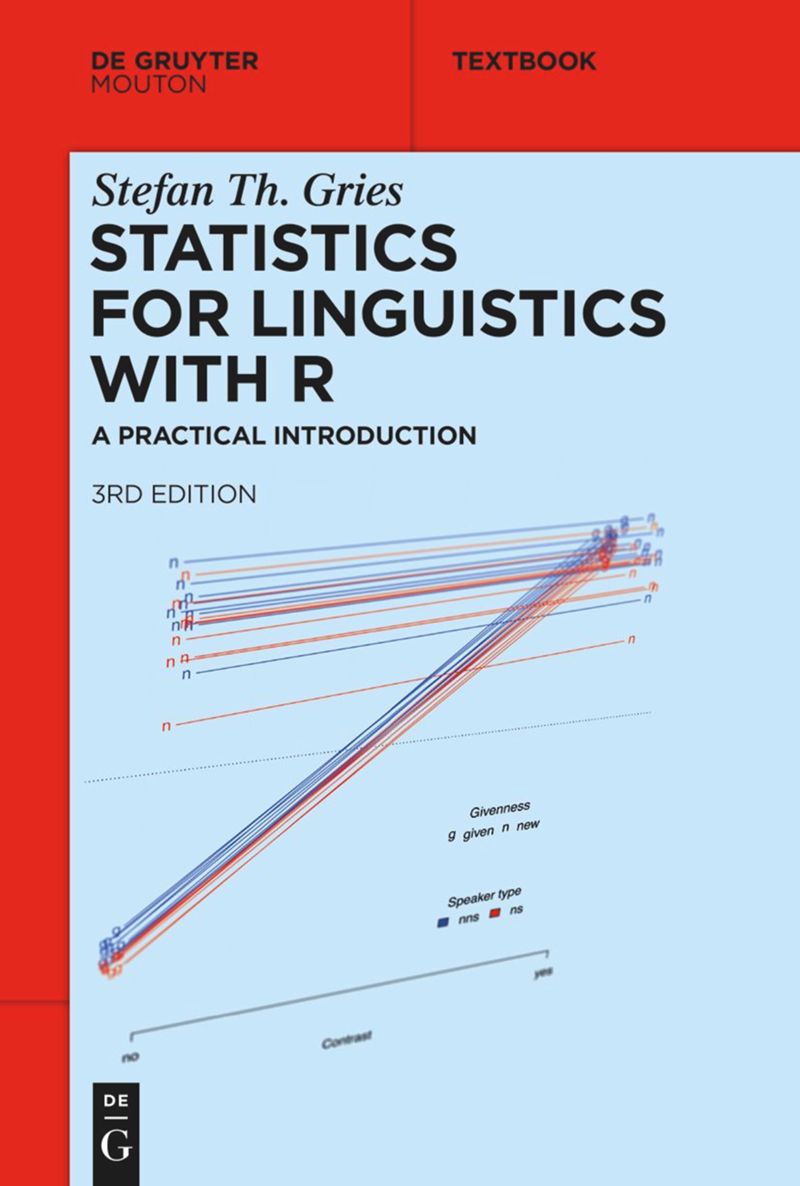 DE GRUYTER
MOUTON
TEXTBOOK
Stefan Th. Gries
STATISTICS
FOR LINGUISTICS
WITH R
A PRACTICAL INTRODUCTION
3RD EDITION
Givenness
g given n new
Speaker type
nns ns
yes
no
Contrast
DE
G